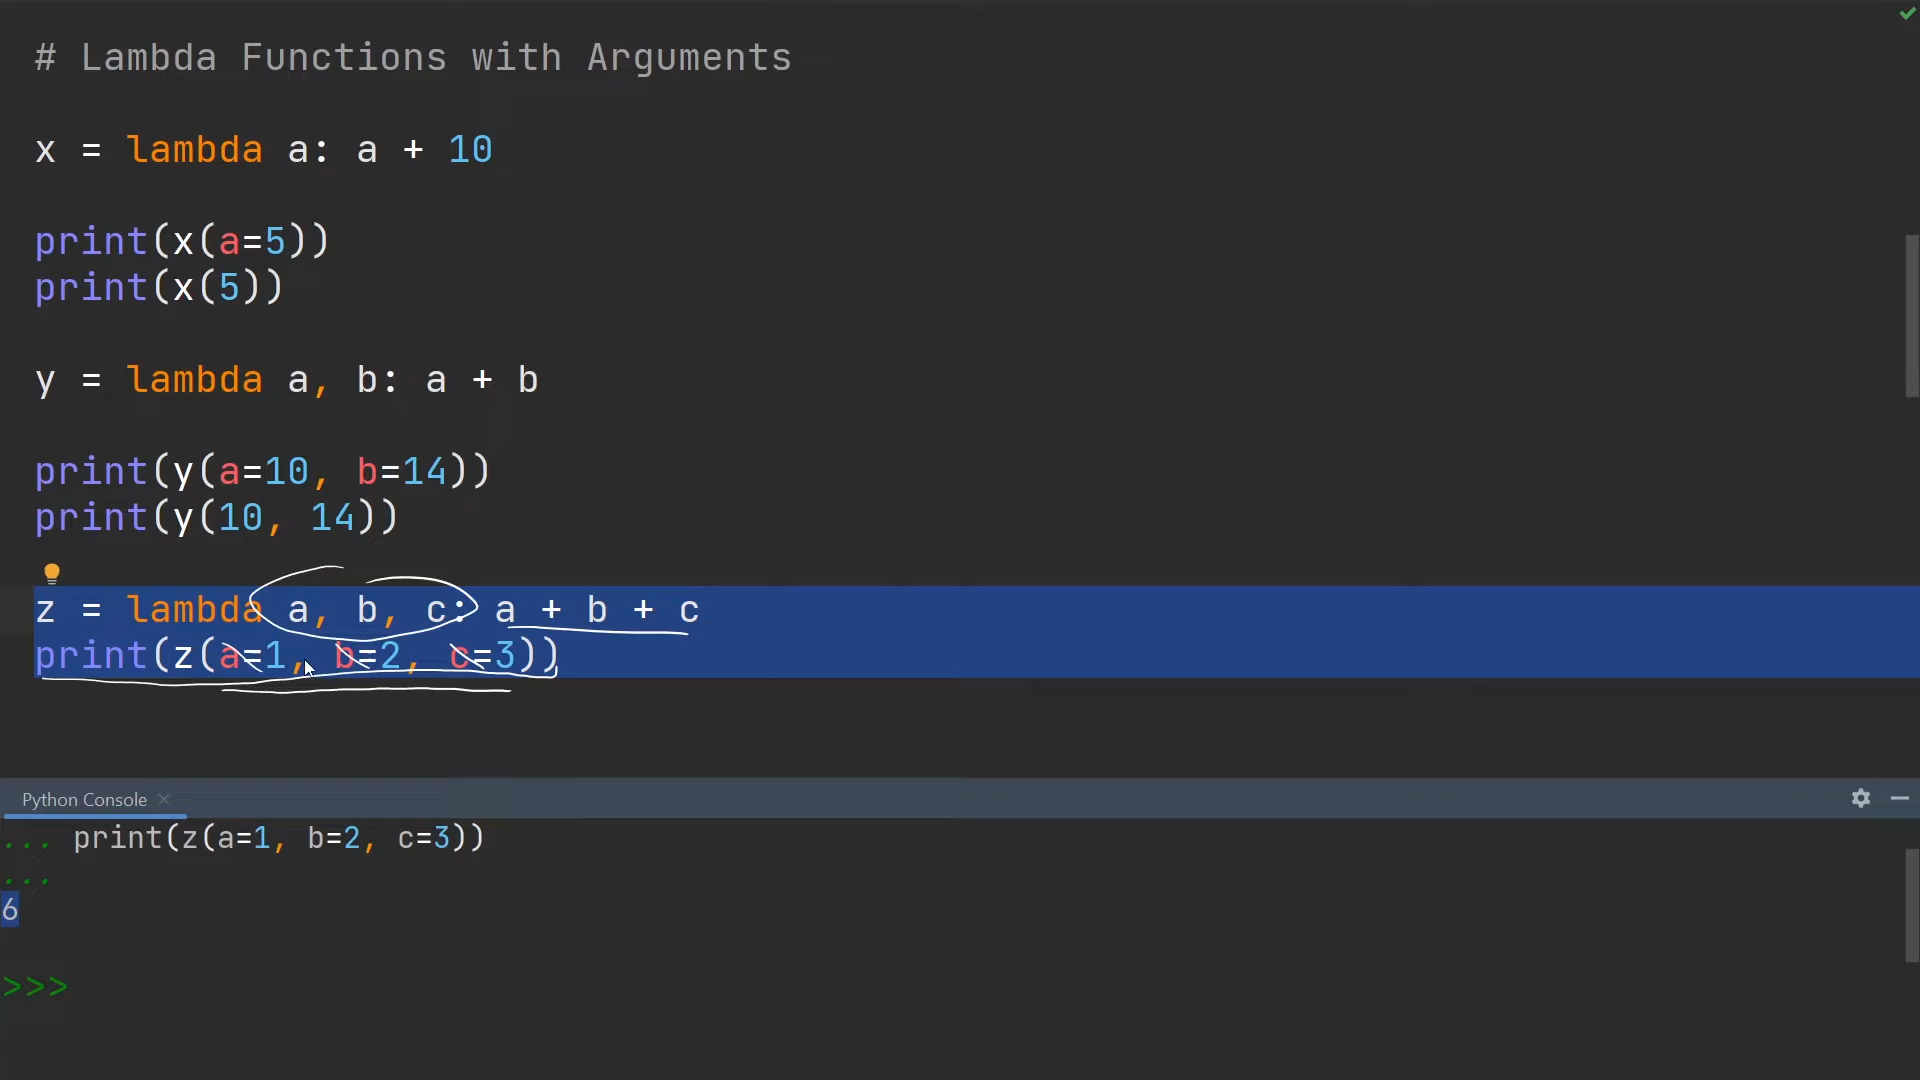 # Lambda Functions with Arguments
x = lambda a: a + 10
print(x(a=5))
print(x(5))
y = lambda a, b: a + b
print(y(a=10, b=14))
print(y(10, 14))
z = lambda a, b, c: a + b + c
print(z(a=1, b=2, c=3))
Python Console
... print(z(a=1, b=2, c=3))
...
6
>>>